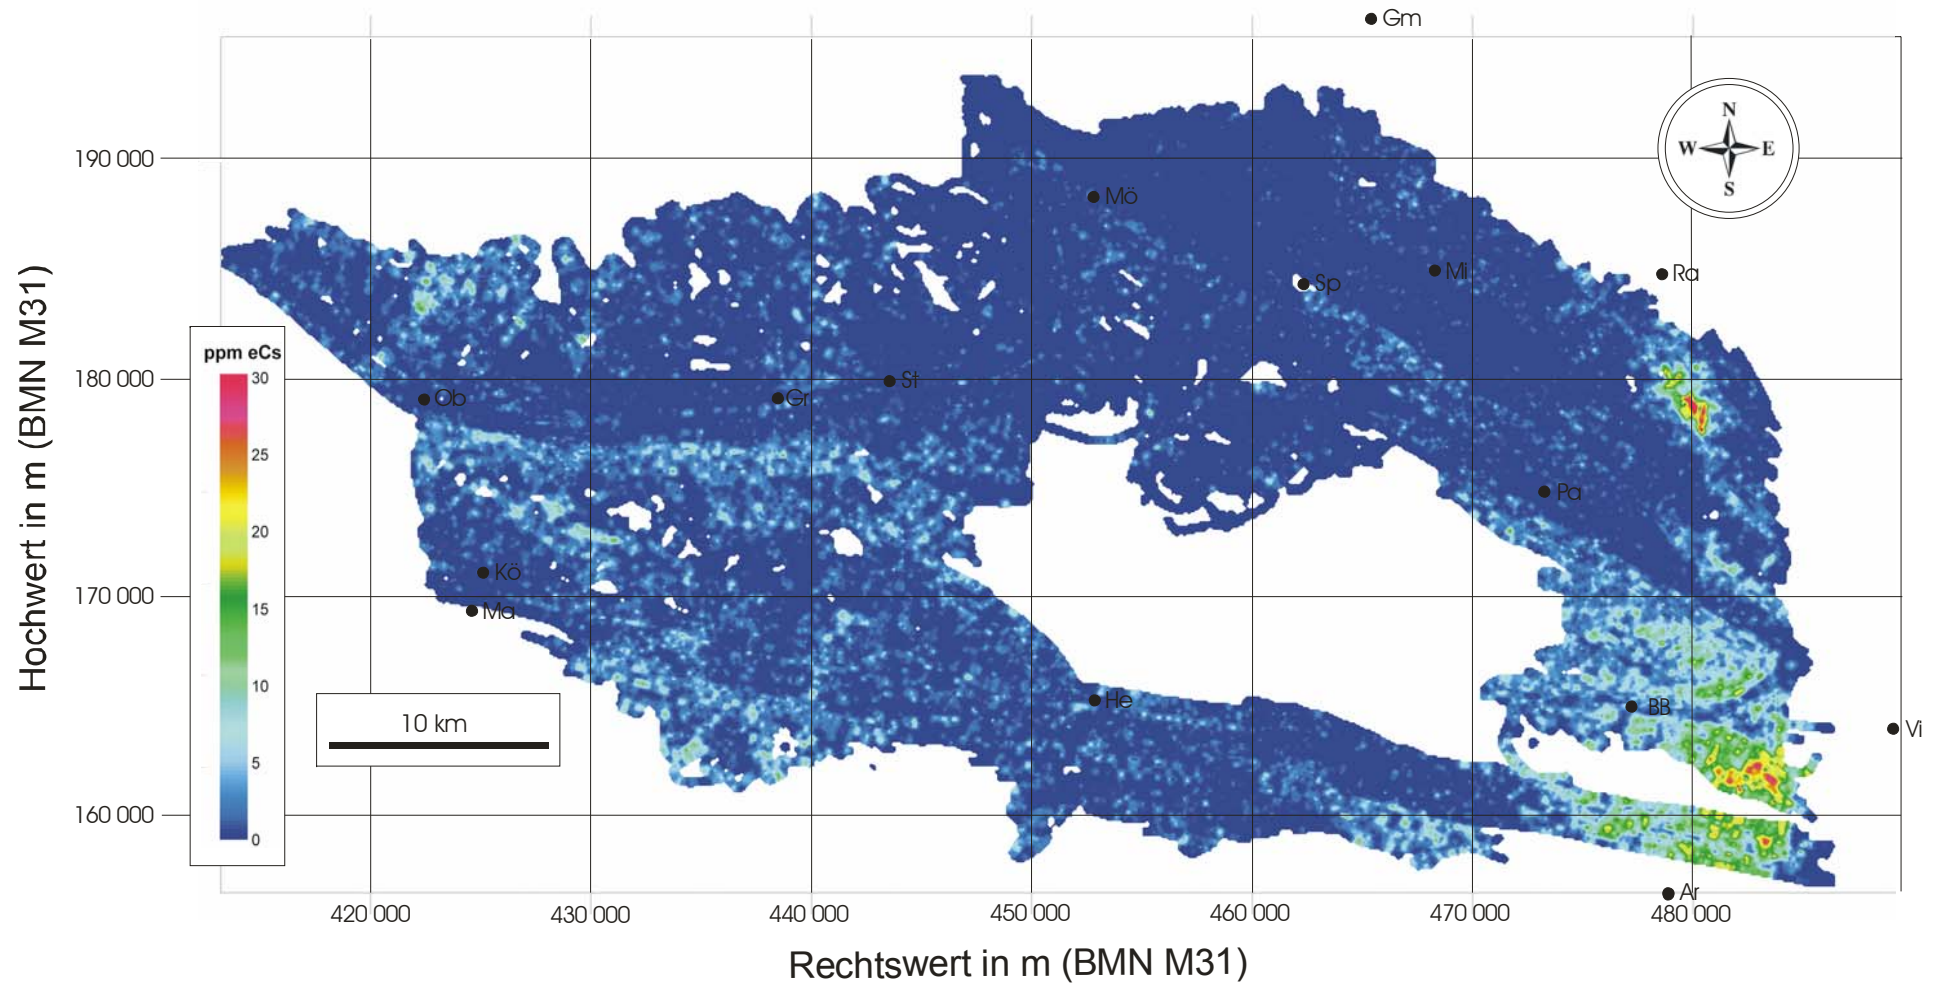 Gm
N
W E
S
190 000
Mö
Sp
Mi
Ra
Hochwert in m (BMN M31)
ppm eCs
30
25
20
15
10
5
0
180 000
Ob
Gr
St
Pa
Kö
170 000
Ma
10 km
He
BB
Vi
160 000
Ar
420 000 430 000 440 000 450 000 460 000 470 000 480 000
Rechtswert in m (BMN M31)